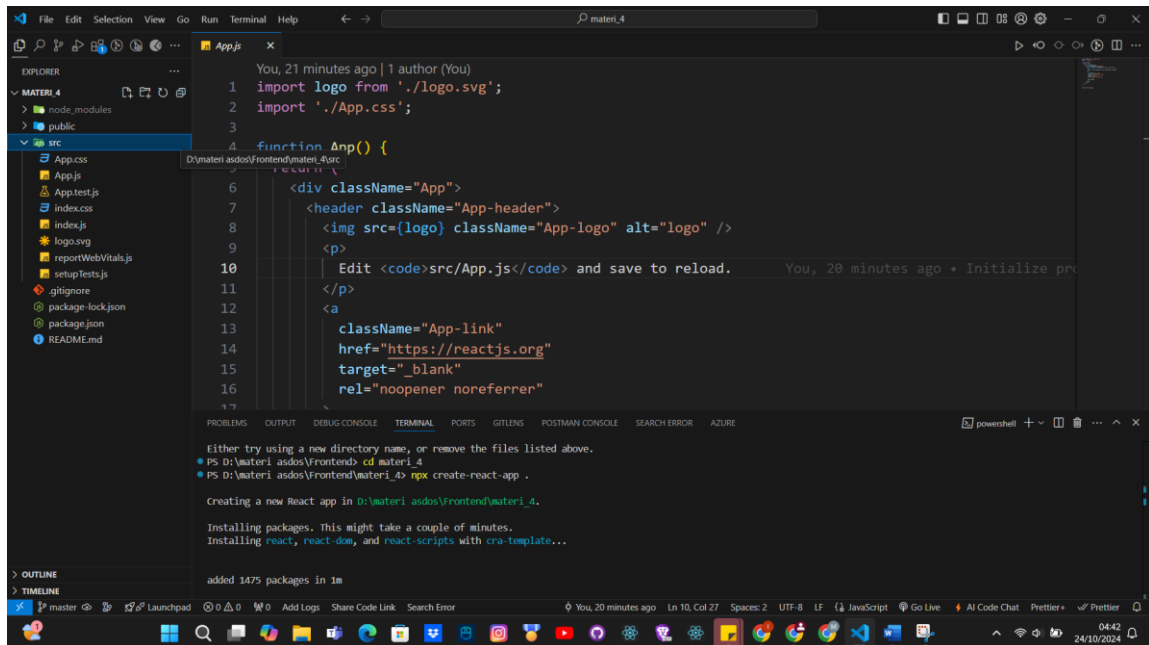 File Edit Selection View Go Run Terminal Help
materi_4
EXPLORER
MATERI_4
node_modules
public
src
App.css
App.js
App.test.js
index.css
index.js
logo.svg
reportWebVitals.js
setupTests.js
.gitignore
package-lock.json
package.json
README.md
OUTLINE
TIMELINE
D:\materi asdos\Frontend\materi_4\src
App.js
You, 21 minutes ago | 1 author (You)
1 import logo from './logo.svg';
2 import './App.css';
3
4 function App() {
5 return (
6 <div className="App">
7 <header className="App-header">
8 <img src={logo} className="App-logo" alt="logo" />
9 <p>
10 Edit <code>src/App.js</code> and save to reload. You, 20 minutes ago • Initialize pro
11 </p>
12 <a
13 className="App-link"
14 href="https://reactjs.org"
15 target="_blank"
16 rel="noopener noreferrer"
17 >
PROBLEMS OUTPUT DEBUG CONSOLE TERMINAL PORTS GITLENS POSTMAN CONSOLE SEARCH ERROR AZURE
powershell
Either try using a new directory name, or remove the files listed above.
PS D:\materi asdos\Frontend> cd materi_4
PS D:\materi asdos\Frontend\materi_4> npx create-react-app .
Creating a new React app in D:\materi asdos\Frontend\materi_4.
Installing packages. This might take a couple of minutes.
Installing react, react-dom, and react-scripts with cra-template...
added 1475 packages in 1m
master Launchpad 0 0 0 Add Logs Share Code Link Search Error You, 20 minutes ago Ln 10, Col 27 Spaces: 2 UTF-8 LF JavaScript Go Live AI Code Chat Prettier+ Prettier
04:42
24/10/2024